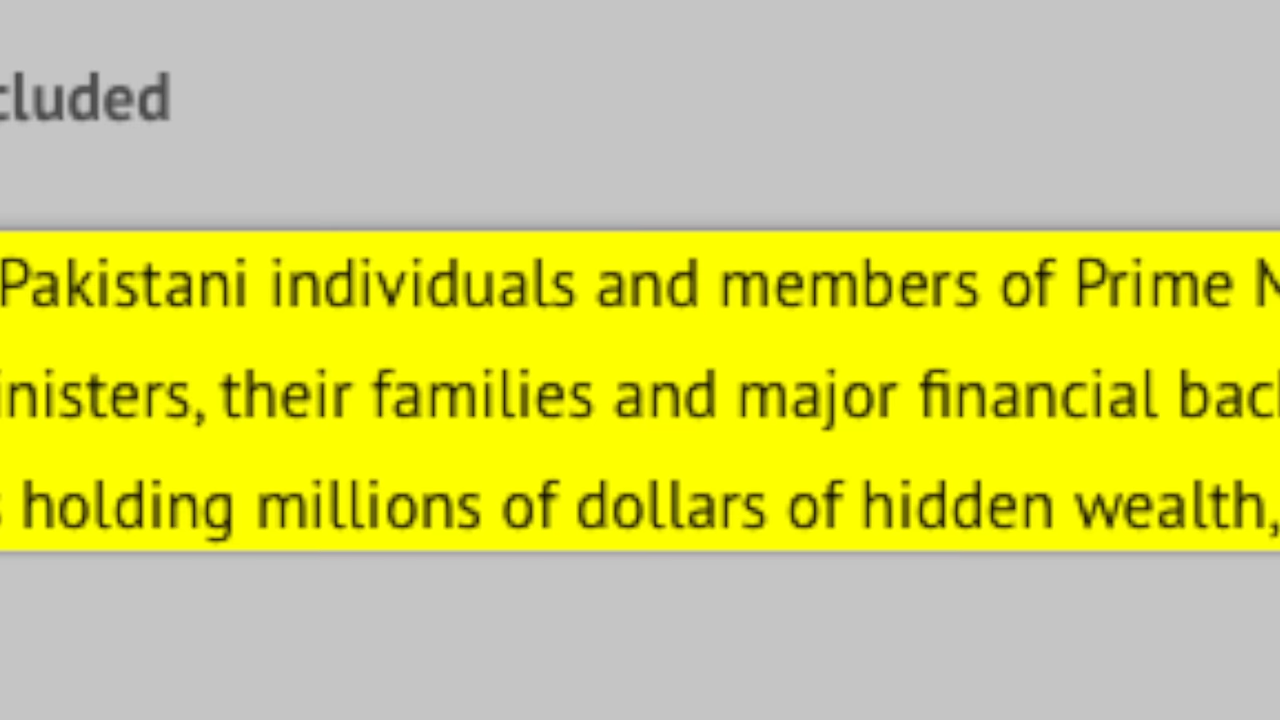 cluded
Pakistani individuals and members of Prime
inisters, their families and major financial bac
holding millions of dollars of hidden wealth,